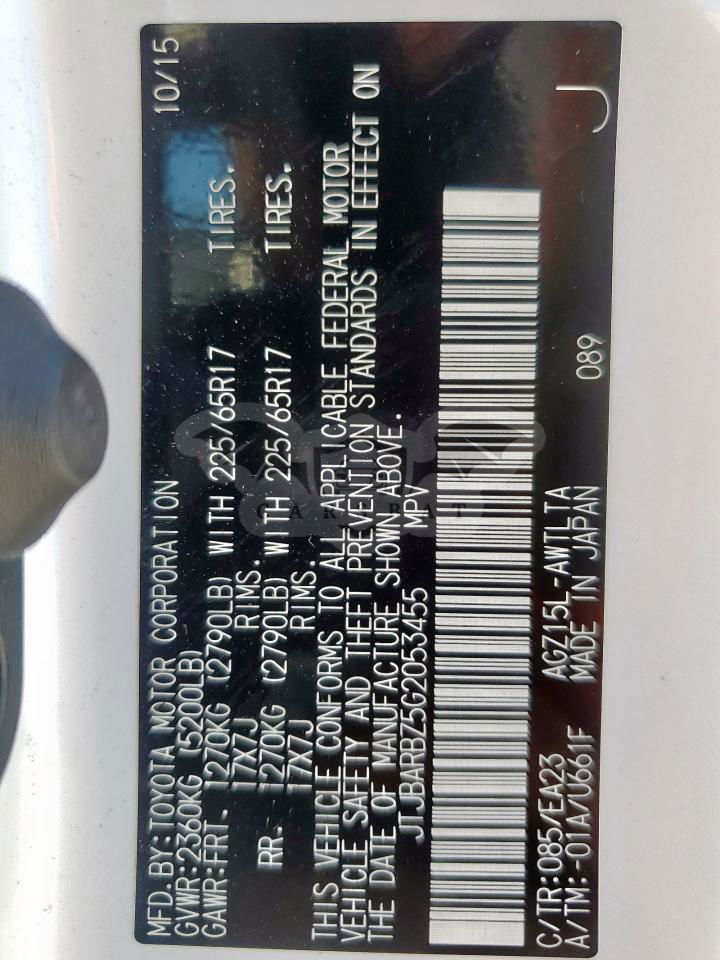 MFD. BY: TOYOTA MOTOR CORPORATION 10/15
GVWR: 2360KG (5200LB)
GAWR: FRT. 1270KG (2790LB) WITH 225/65R17 TIRES.
17X7J RIMS.
RR. 1270KG (2790LB) WITH 225/65R17 TIRES.
17X7J RIMS.
THIS VEHICLE CONFORMS TO ALL APPLICABLE FEDERAL MOTOR
VEHICLE SAFETY AND THEFT PREVENTION STANDARDS IN EFFECT ON
THE DATE OF MANUFACTURE SHOWN ABOVE.
JTJBARBZ5G2053455 MPV
C/TR: 085/EA23 AGZ15L-AWTLTA 089 J
A/TM: -01A/U661F MADE IN JAPAN